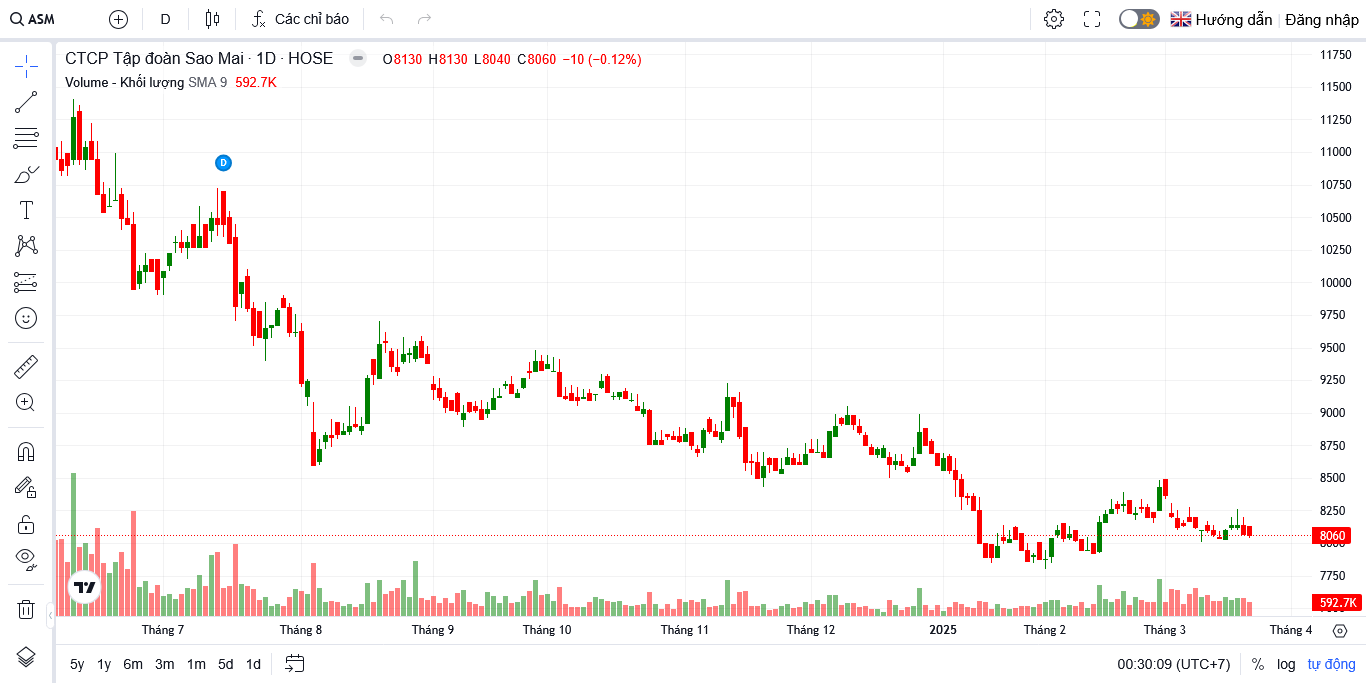 ASM D Các chỉ báo Hướng dẫn Đăng nhập
CTCP Tập đoàn Sao Mai · 1D · HOSE O8130 H8130 L8040 C8060 −10 (−0.12%)
Volume - Khối lượng SMA 9 592.7K
D
11750
11500
11250
11000
10750
10500
10250
10000
9750
9500
9250
9000
8750
8500
8250
8060
8000
7750
592.7K
Tháng 7 Tháng 8 Tháng 9 Tháng 10 Tháng 11 Tháng 12 2025 Tháng 2 Tháng 3 Tháng 4
5y 1y 6m 3m 1m 5d 1d 00:30:09 (UTC+7) % log tự động